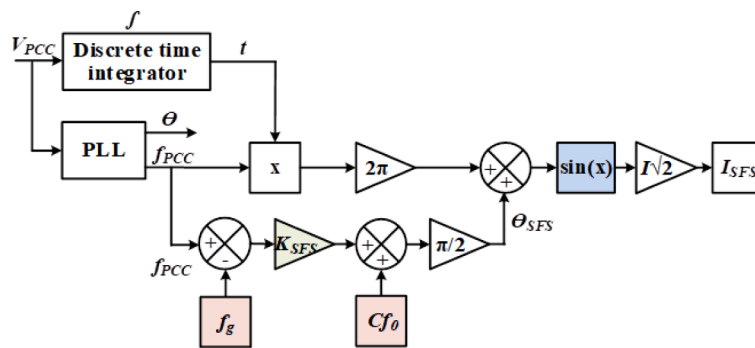 ∫
V_PCC
Discrete time
integrator
t
Θ
PLL
f_PCC
x
2π
+
+
sin(x)
I√2
I_SFS
Θ_SFS
f_PCC
+
-
K_SFS
+
+
π/2
f_g
Cf_0